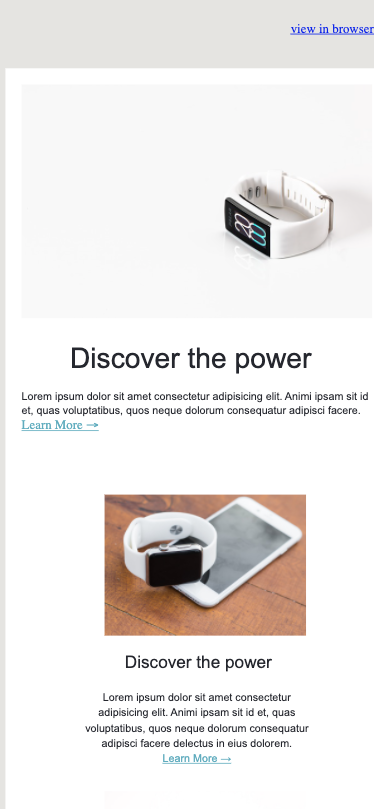 view in browser
Discover the power
Lorem ipsum dolor sit amet consectetur adipisicing elit. Animi ipsam sit id
et, quas voluptatibus, quos neque dolorum consequatur adipisci facere.
Learn More →
Discover the power
Lorem ipsum dolor sit amet consectetur
adipisicing elit. Animi ipsam sit id et, quas
voluptatibus, quos neque dolorum consequatur
adipisci facere delectus in eius dolorem.
Learn More →